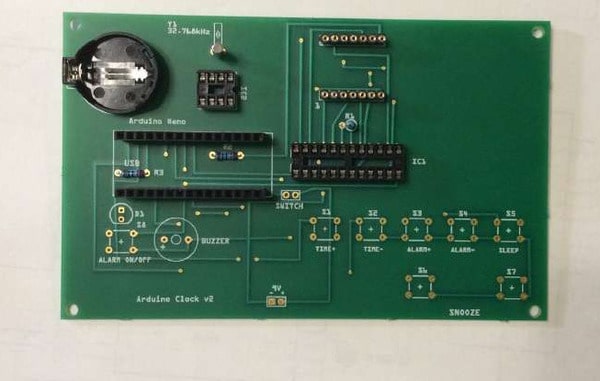 Y1
32.768kHz
IC2
Arduino Nano
1
R1
R2
USB
R3
IC1
SWITCH
D1
S8
S1
S2
S3
S4
S5
BUZZER
TIME+
TIME-
ALARM+
ALARM-
SLEEP
ALARM ON/OFF
S6
S7
9V
Arduino Clock v2
SNOOZE